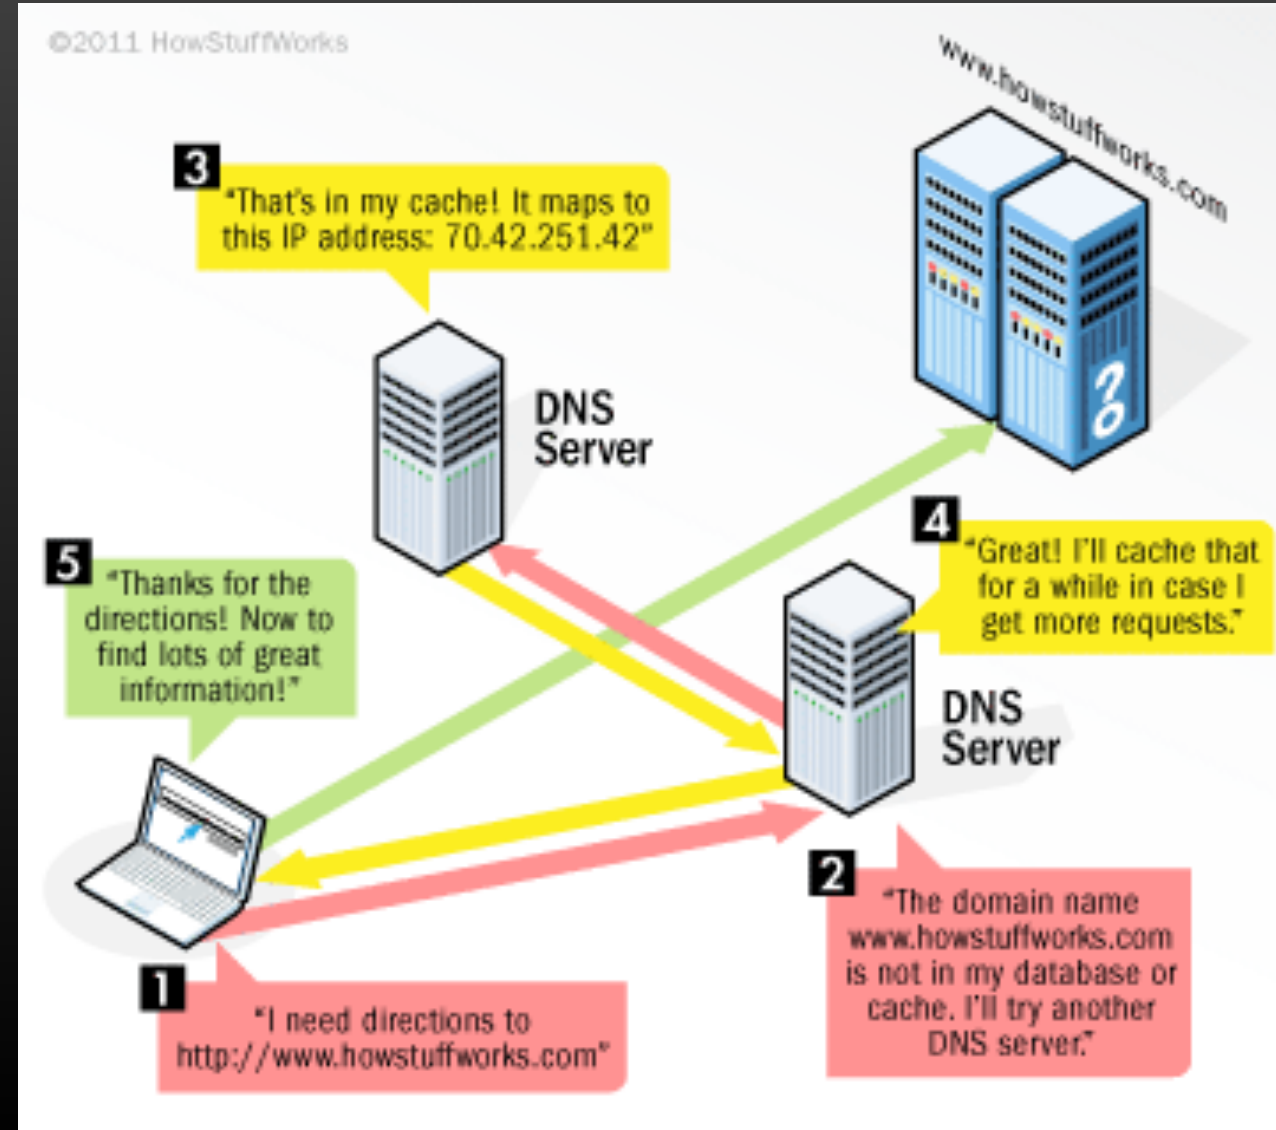 ©2011 HowStuffWorks
www.howstuffworks.com
3
“That's in my cache! It maps to
this IP address: 70.42.251.42”
DNS
Server
?
4
“Great! I'll cache that
for a while in case I
get more requests.”
5
“Thanks for the
directions! Now to
find lots of great
information!”
DNS
Server
2
“The domain name
www.howstuffworks.com
is not in my database or
cache. I'll try another
DNS server.”
1
“I need directions to
http://www.howstuffworks.com”